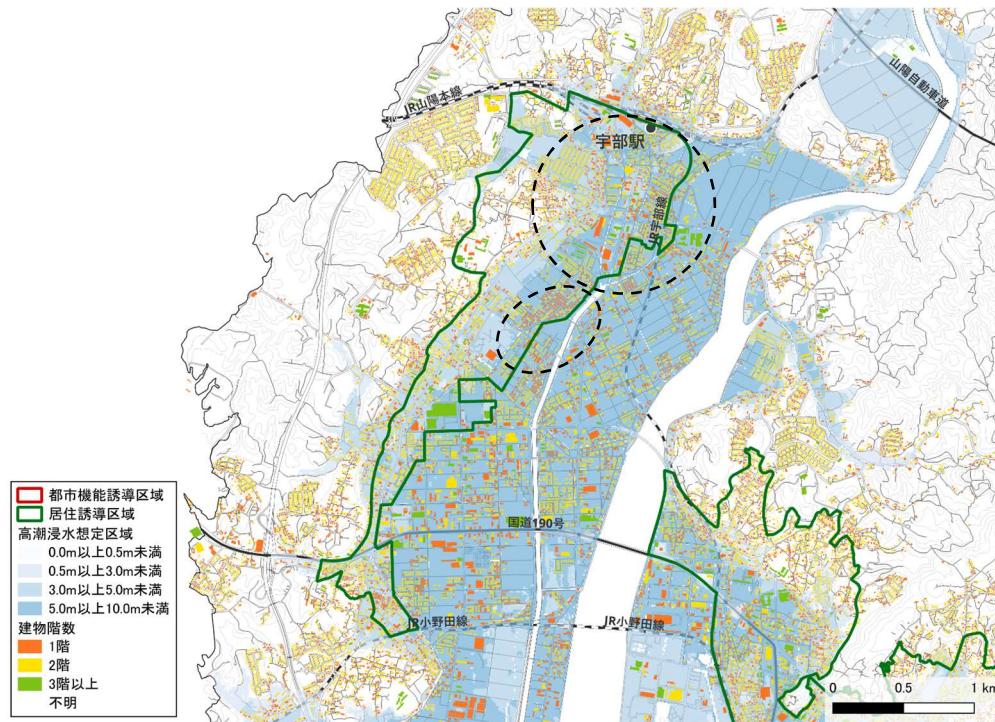 山陽自動車道
JR山陽本線
宇部駅
JR宇部線
国道190号
JR小野田線
JR小野田線
都市機能誘導区域
居住誘導区域
高潮浸水想定区域
0.0m以上0.5m未満
0.5m以上3.0m未満
3.0m以上5.0m未満
5.0m以上10.0m未満
建物階数
1階
2階
3階以上
不明
0 0.5 1 km